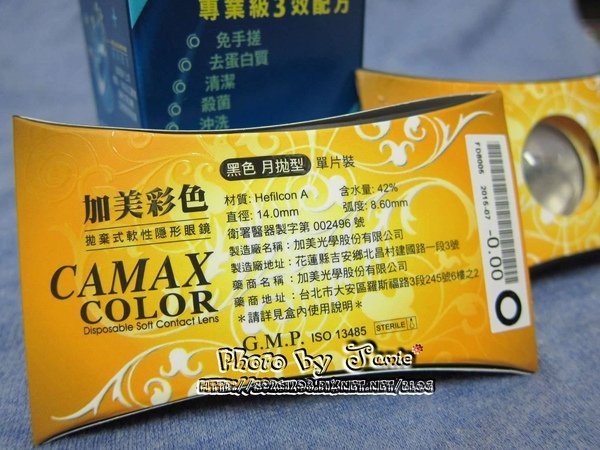 專業級3效配方
免手搓
去蛋白質
清潔
殺菌
沖洗
黑色 月拋型 單片裝
加美彩色
拋棄式軟性隱形眼鏡
CAMAX
COLOR
Disposable Soft Contact Lens
材質: Hefilcon A 含水量: 42%
直徑: 14.0mm 弧度: 8.60mm
衛署醫器製字第 002496 號
製造廠名稱: 加美光學股份有限公司
製造廠地址: 花蓮縣吉安鄉北昌村建國路一段3號
藥商名稱: 加美光學股份有限公司
藥商地址: 台北市大安區羅斯福路3段245號6樓之2
*請詳見盒內使用說明*
G.M.P. ISO 13485 STERILE
FD8005 2015-07 -0.00
Photo by Janie